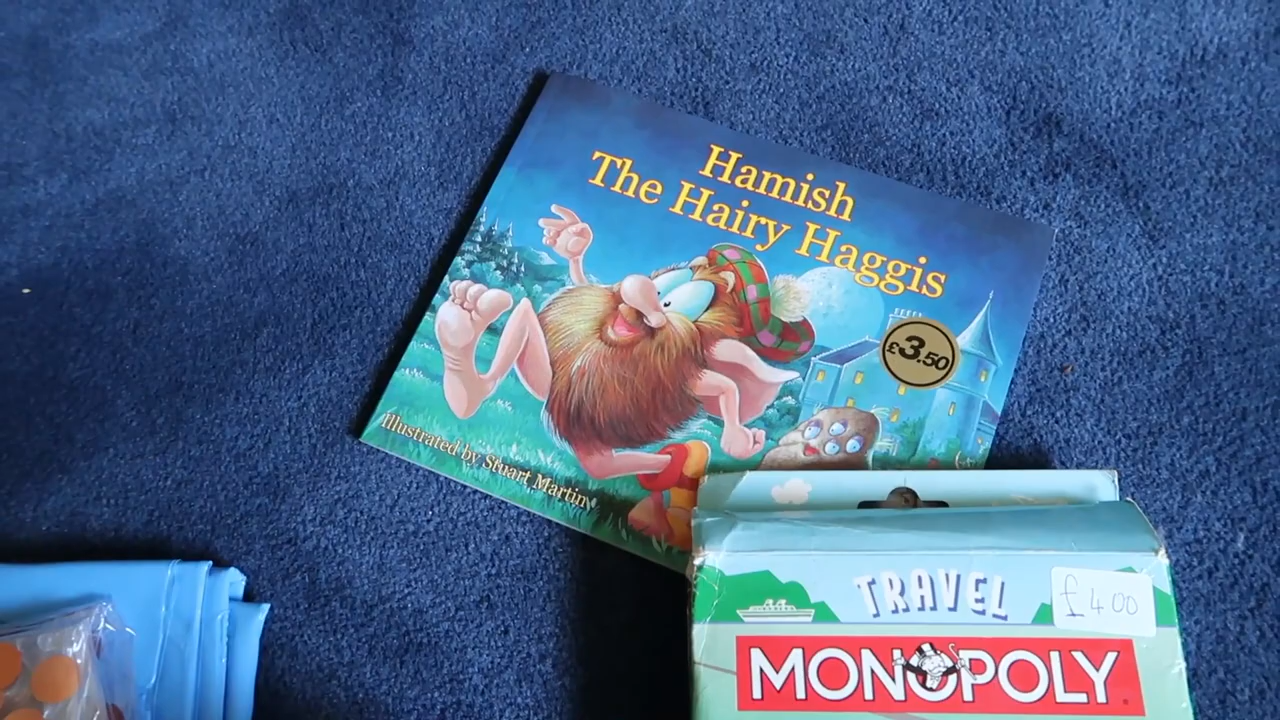 Hamish
The Hairy Haggis
£3.50
Illustrated by Stuart Martin
TRAVEL
£4.00
MONOPOLY